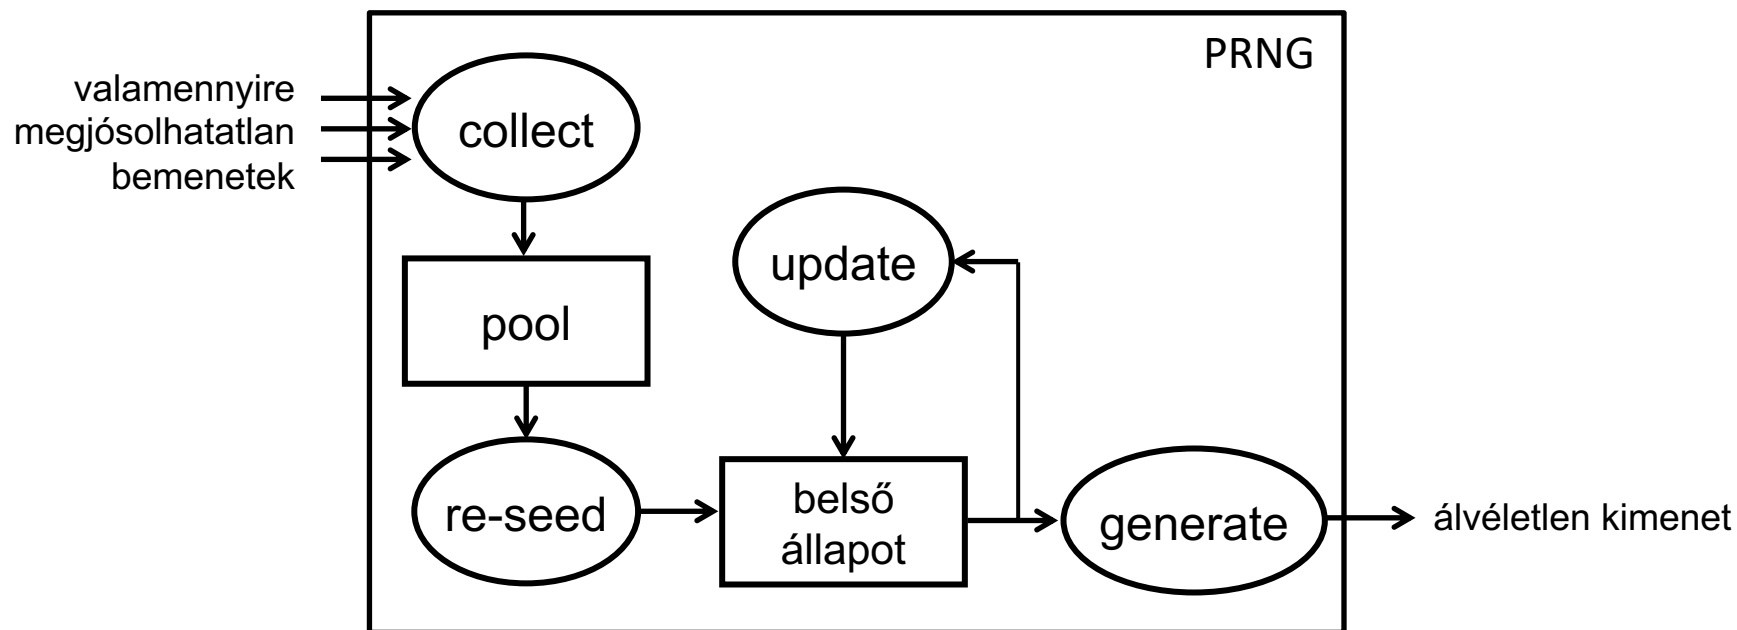 PRNG
valamennyire
megjósolhatatlan
bemenetek
collect
pool
update
re-seed
belső
állapot
generate
álvéletlen kimenet